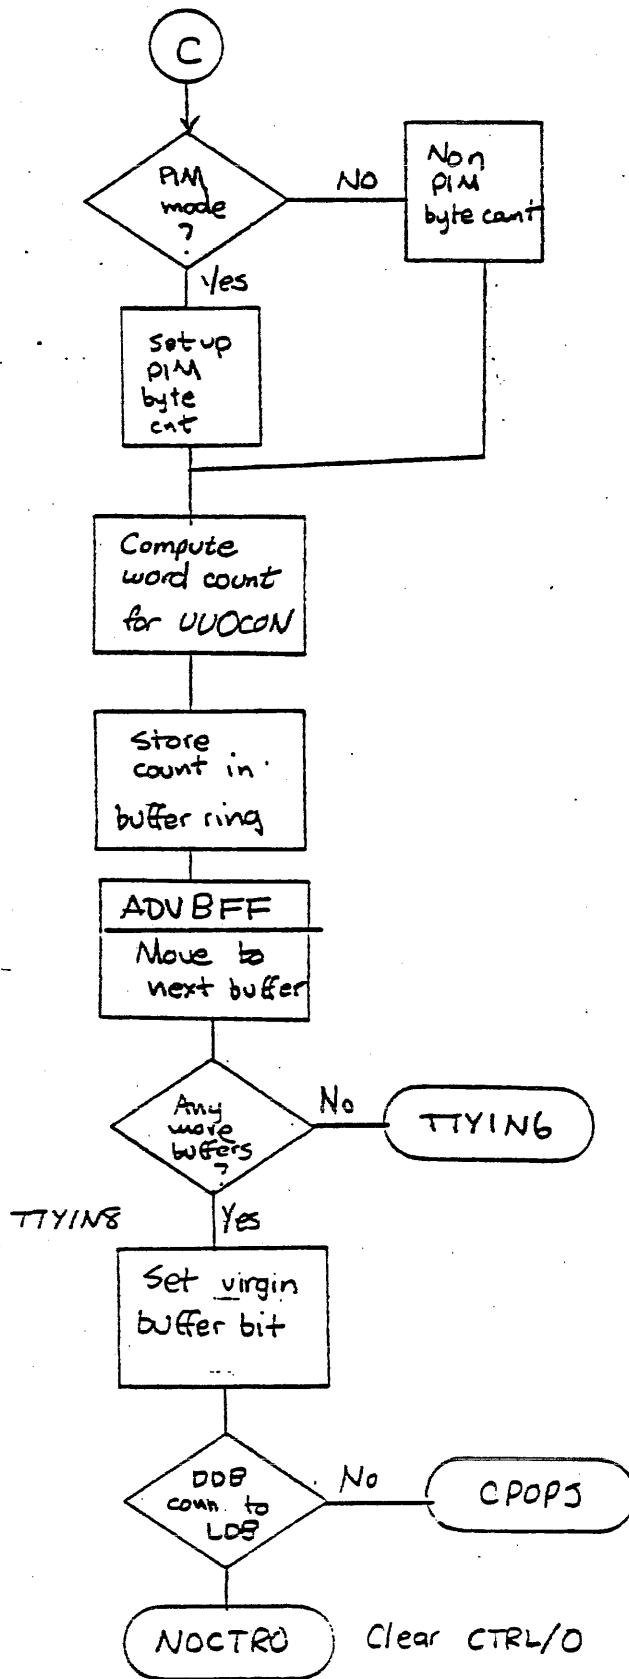 C
PIM
mode
?
NO
Non
PIM
byte cant
Yes
set up
PIM
byte
cnt
Compute
word count
for UUOCON
Store
count in
buffer ring
ADVBFF
Move to
next buffer
Any
more
buffers
?
No
TTYIN6
TTYIN8
Yes
Set virgin
buffer bit
DDB
conn. to
LDB
No
CPOPJ
NOCTRO
Clear CTRL/O